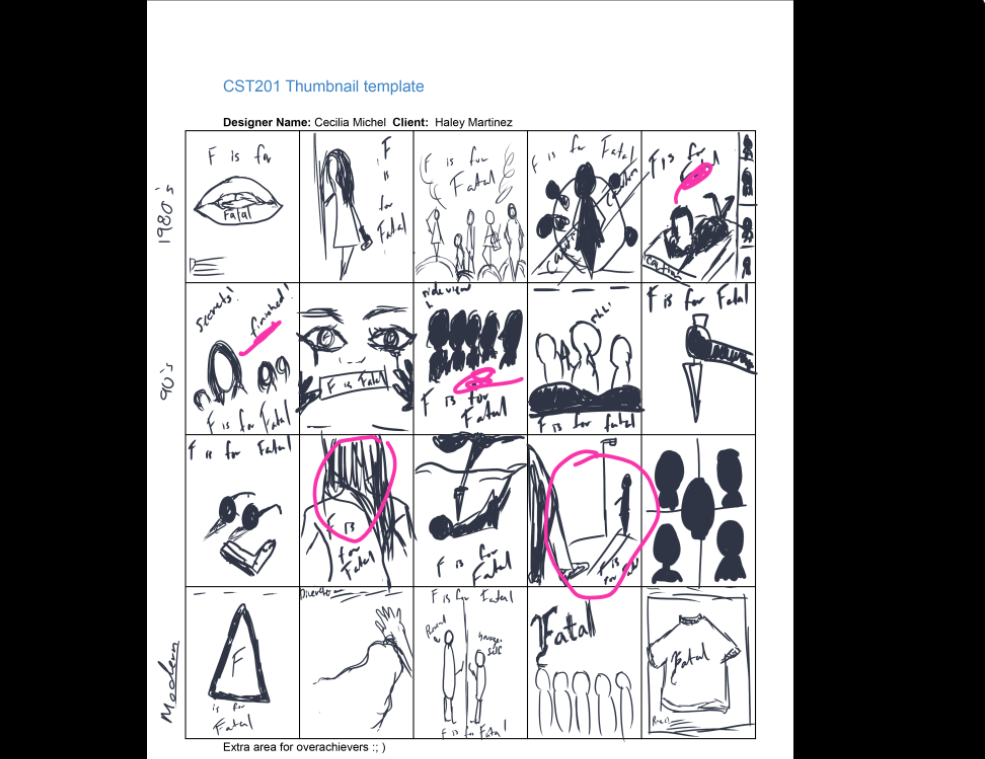 CST201 Thumbnail template
Designer Name: Cecilia Michel Client: Haley Martinez
1980's
F is for
Fatal
F
is
for
Fatal
F is for
Fatal
F is for Fatal
F is for
Caption
90's
Secrets!
finished!
F is for Fatal
F is Fatal
side view
F is for
Fatal
F is for fatal
F is for Fatal
F is for Fatal
F is
for
Fatal
F is for
Fatal
F is
for
Modern
F
is for
Fatal
F is for Fatal
F is for Fatal
Fatal
Fatal
Extra area for overachievers :; )